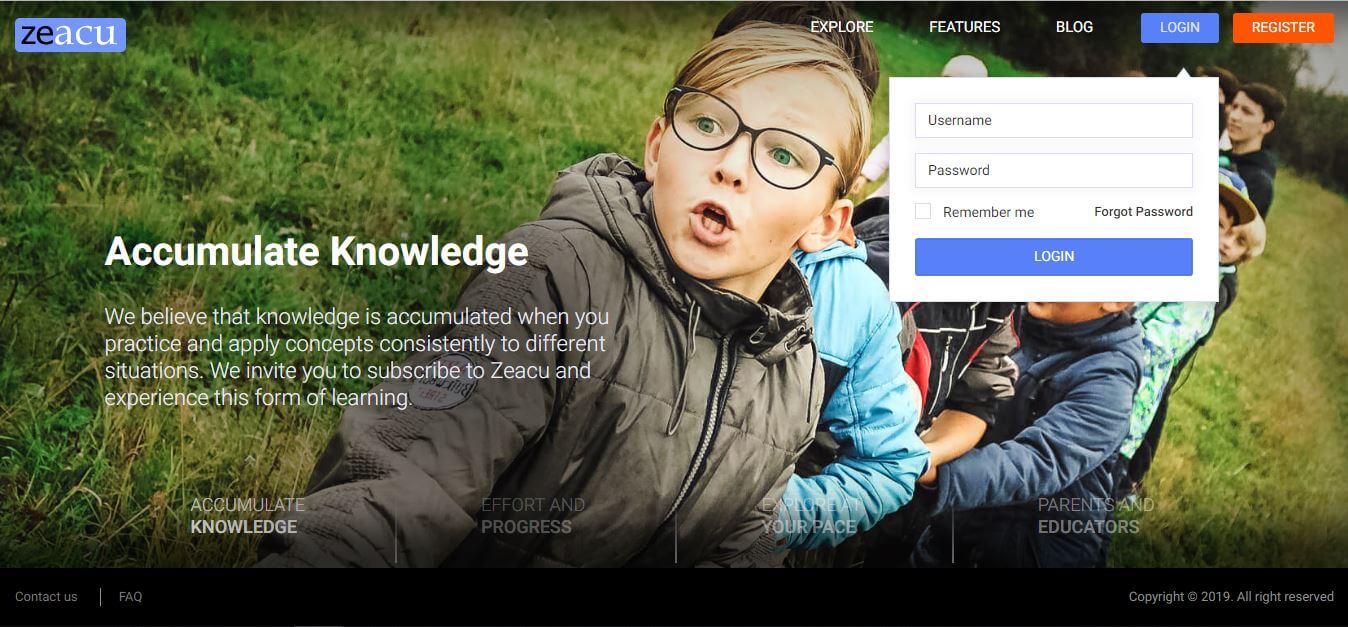 zeacu
EXPLORE
FEATURES
BLOG
LOGIN
REGISTER
Username
Password
Remember me
Forgot Password
LOGIN
Accumulate Knowledge
We believe that knowledge is accumulated when you
practice and apply concepts consistently to different
situations. We invite you to subscribe to Zeacu and
experience this form of learning.
ACCUMULATE
KNOWLEDGE
EFFORT AND
PROGRESS
EXPLORE AT
YOUR PACE
PARENTS AND
EDUCATORS
Contact us
FAQ
Copyright © 2019. All right reserved